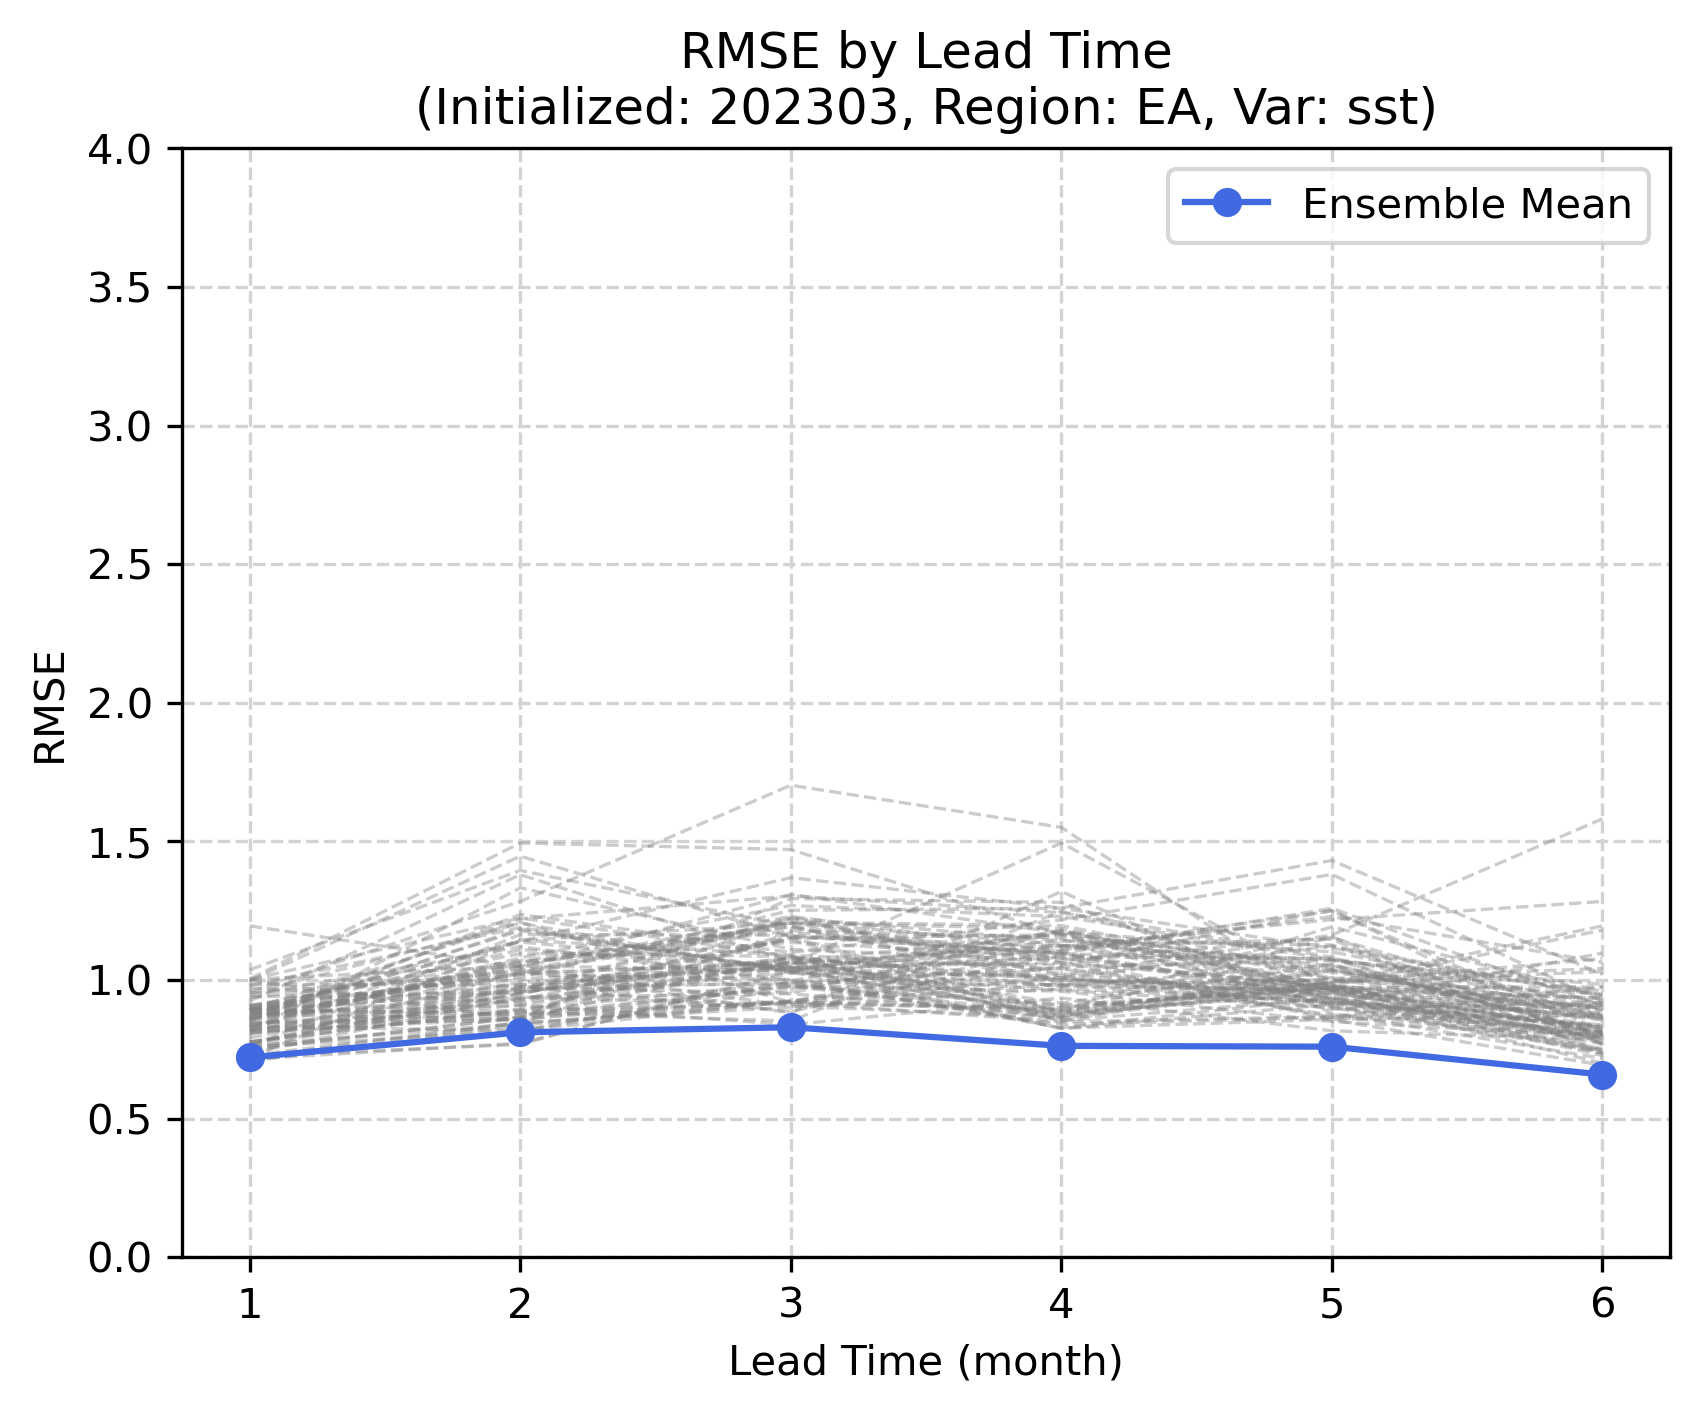 RMSE by Lead Time
(Initialized: 202303, Region: EA, Var: sst)
Ensemble Mean
4.0
3.5
3.0
2.5
2.0
1.5
1.0
0.5
0.0
RMSE
1 2 3 4 5 6
Lead Time (month)